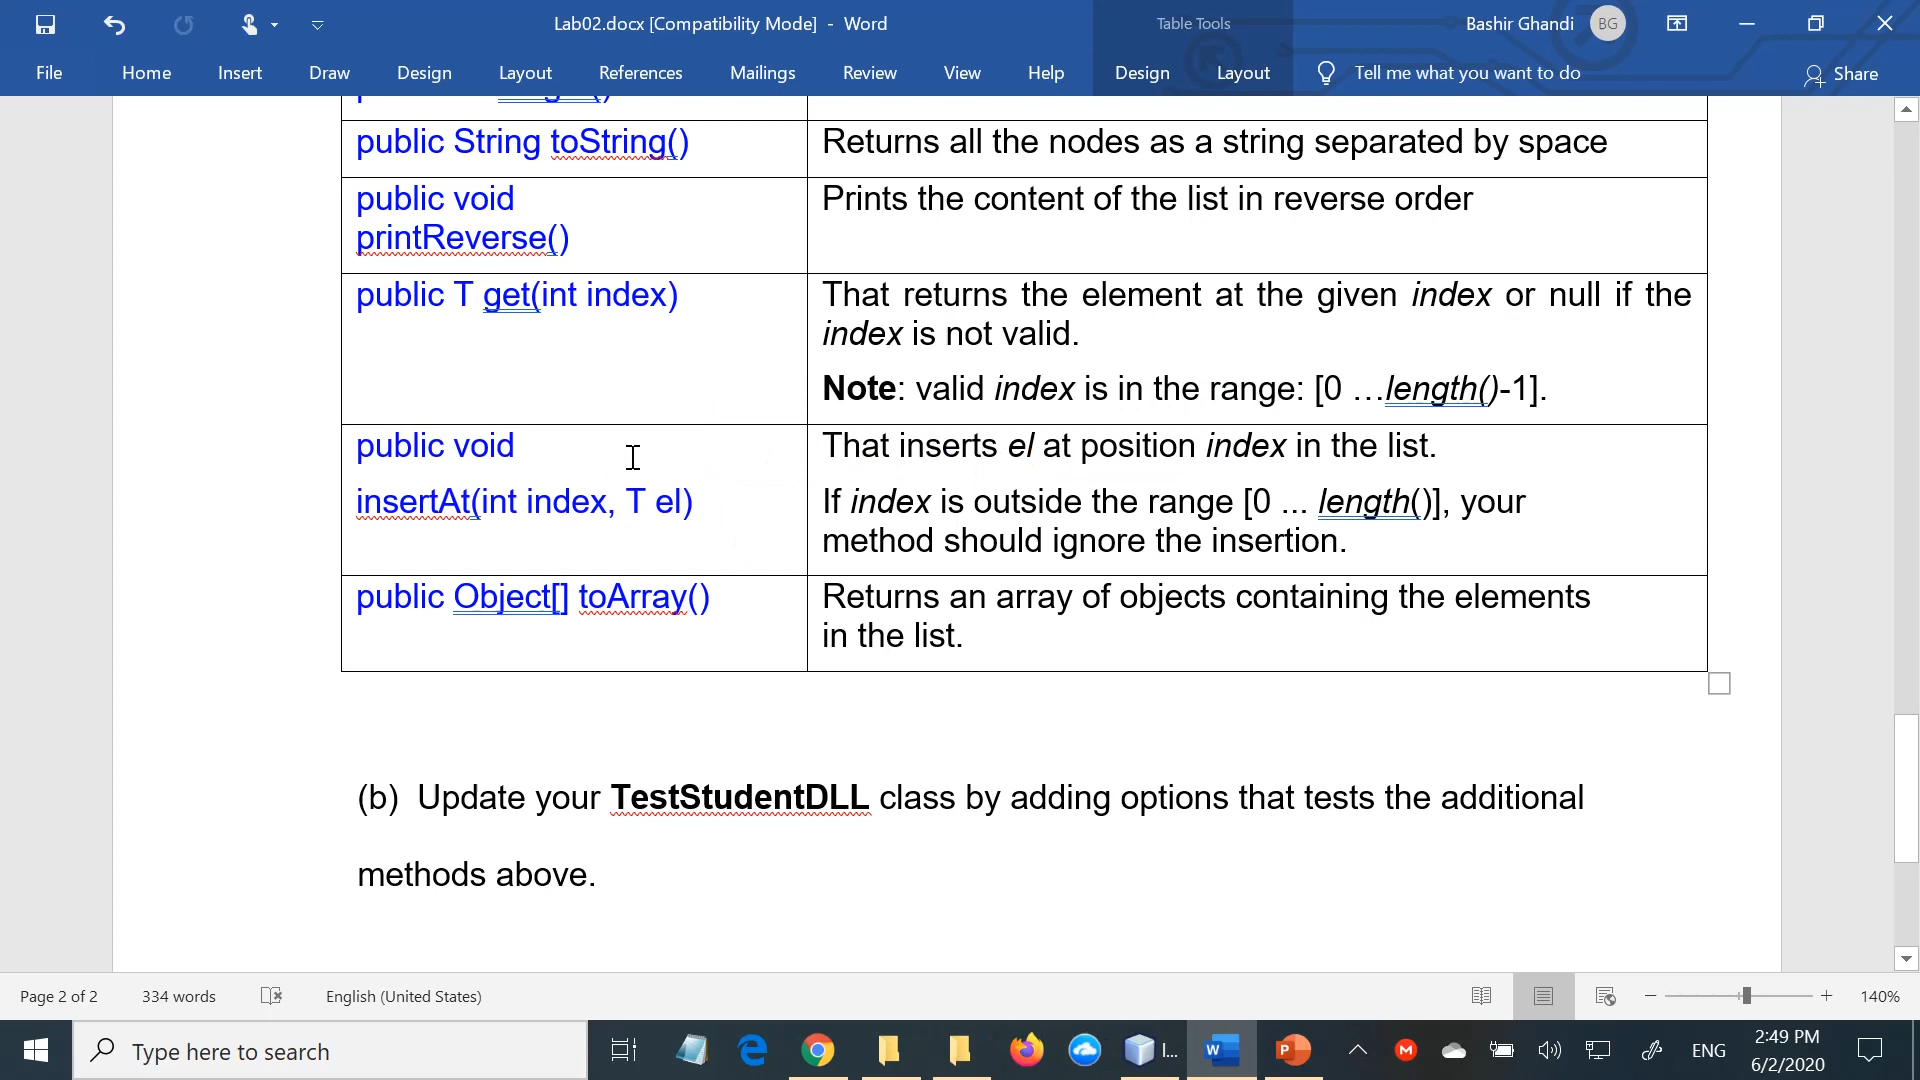 Lab02.docx [Compatibility Mode] - Word
Table Tools
Bashir Ghandi
BG
File Home Insert Draw Design Layout References Mailings Review View Help Design Layout Tell me what you want to do Share
public String toString()
Returns all the nodes as a string separated by space
public void
printReverse()
Prints the content of the list in reverse order
public T get(int index)
That returns the element at the given index or null if the
index is not valid.
Note: valid index is in the range: [0 …length()-1].
public void
insertAt(int index, T el)
That inserts el at position index in the list.
If index is outside the range [0 ... length()], your
method should ignore the insertion.
public Object[] toArray()
Returns an array of objects containing the elements
in the list.
(b) Update your TestStudentDLL class by adding options that tests the additional
methods above.
Page 2 of 2 334 words English (United States) 140%
Type here to search
I...
ENG
2:49 PM
6/2/2020